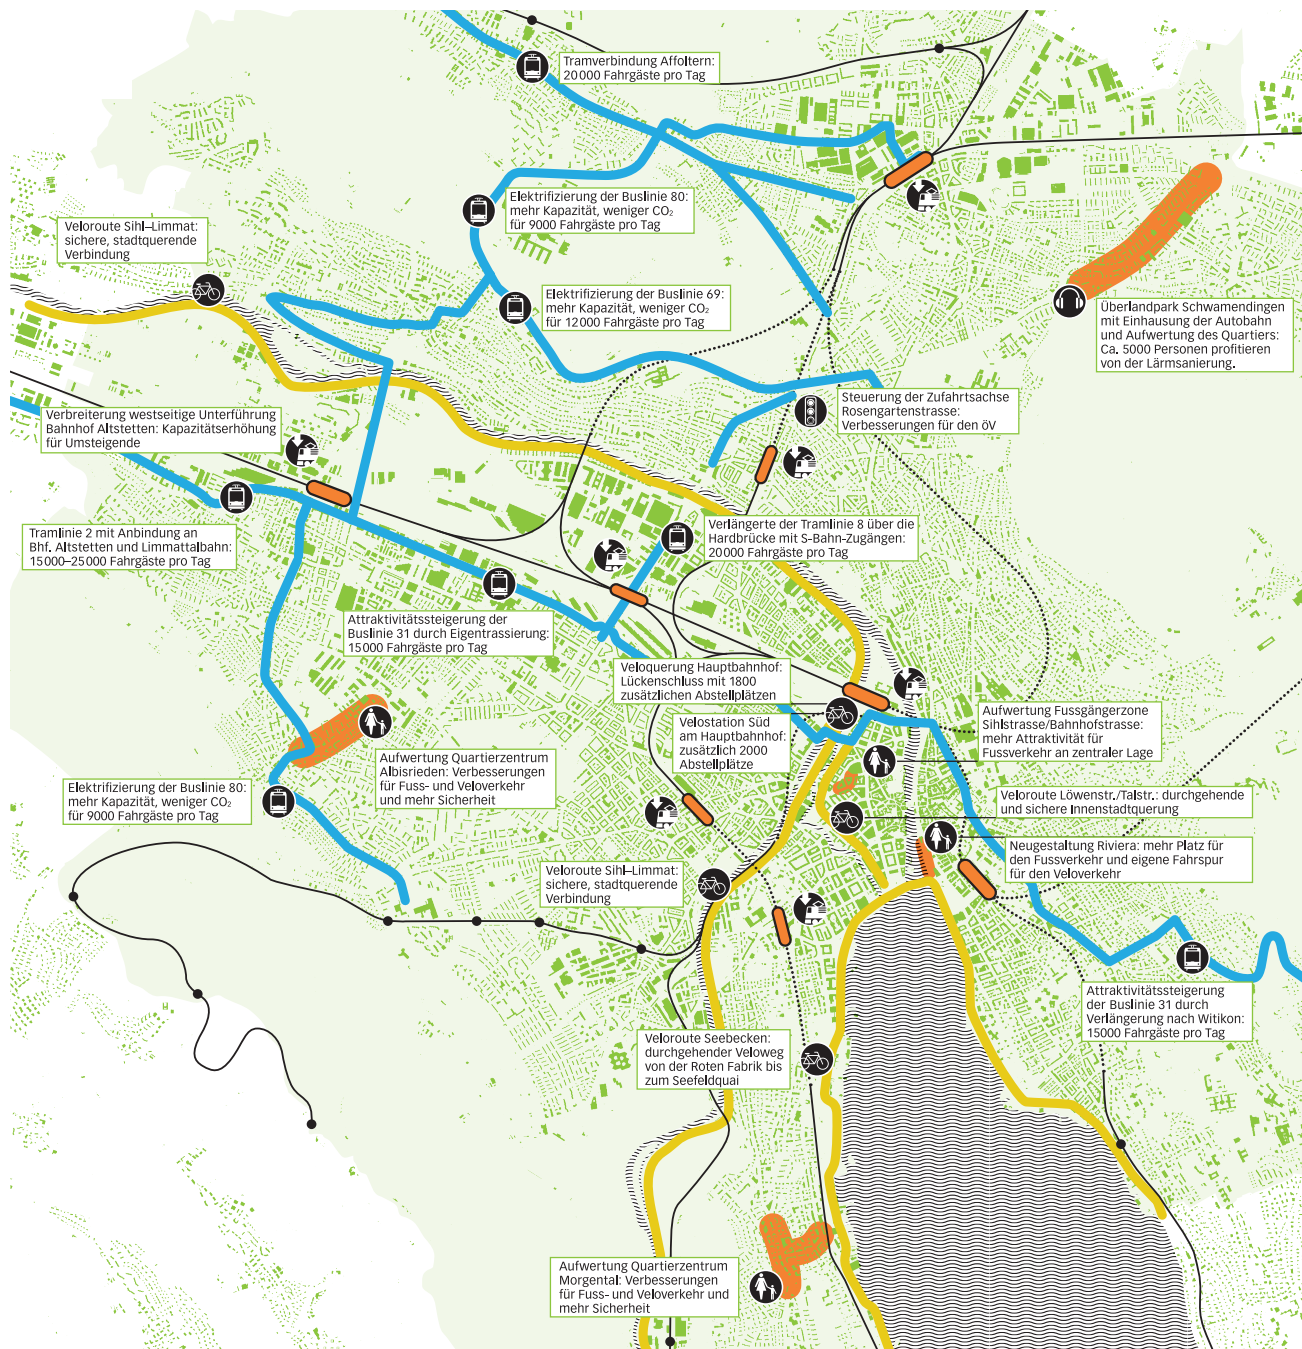 Tramverbindung Affoltern:
20 000 Fahrgäste pro Tag
Elektrifizierung der Buslinie 80:
mehr Kapazität, weniger CO₂
für 9000 Fahrgäste pro Tag
Veloroute Sihl–Limmat:
sichere, stadtquerende
Verbindung
Elektrifizierung der Buslinie 69:
mehr Kapazität, weniger CO₂
für 12 000 Fahrgäste pro Tag
Überlandpark Schwamendingen
mit Einhausung der Autobahn
und Aufwertung des Quartiers:
Ca. 5000 Personen profitieren
von der Lärmsanierung.
Steuerung der Zufahrtsachse
Rosengartenstrasse:
Verbesserungen für den öV
Verbreiterung westseitige Unterführung
Bahnhof Altstetten: Kapazitätserhöhung
für Umsteigende
Tramlinie 2 mit Anbindung an
Bhf. Altstetten und Limmattalbahn:
15 000–25 000 Fahrgäste pro Tag
Verlängerte der Tramlinie 8 über die
Hardbrücke mit S-Bahn-Zugängen:
20 000 Fahrgäste pro Tag
Attraktivitätssteigerung der
Buslinie 31 durch Eigentrassierung:
15 000 Fahrgäste pro Tag
Veloquerung Hauptbahnhof:
Lückenschluss mit 1800
zusätzlichen Abstellplätzen
Velostation Süd
am Hauptbahnhof:
zusätzlich 2000
Abstellplätze
Aufwertung Fussgängerzone
Sihlstrasse/Bahnhofstrasse:
mehr Attraktivität für
Fussverkehr an zentraler Lage
Aufwertung Quartierzentrum
Albisrieden: Verbesserungen
für Fuss- und Veloverkehr
und mehr Sicherheit
Elektrifizierung der Buslinie 80:
mehr Kapazität, weniger CO₂
für 9000 Fahrgäste pro Tag
Veloroute Löwenstr./Talstr.: durchgehende
und sichere Innenstadtquerung
Neugestaltung Riviera: mehr Platz für
den Fussverkehr und eigene Fahrspur
für den Veloverkehr
Veloroute Sihl–Limmat:
sichere, stadtquerende
Verbindung
Attraktivitätssteigerung
der Buslinie 31 durch
Verlängerung nach Witikon:
15 000 Fahrgäste pro Tag
Veloroute Seebecken:
durchgehender Veloweg
von der Roten Fabrik bis
zum Seefeldquai
Aufwertung Quartierzentrum
Morgental: Verbesserungen
für Fuss- und Veloverkehr und
mehr Sicherheit